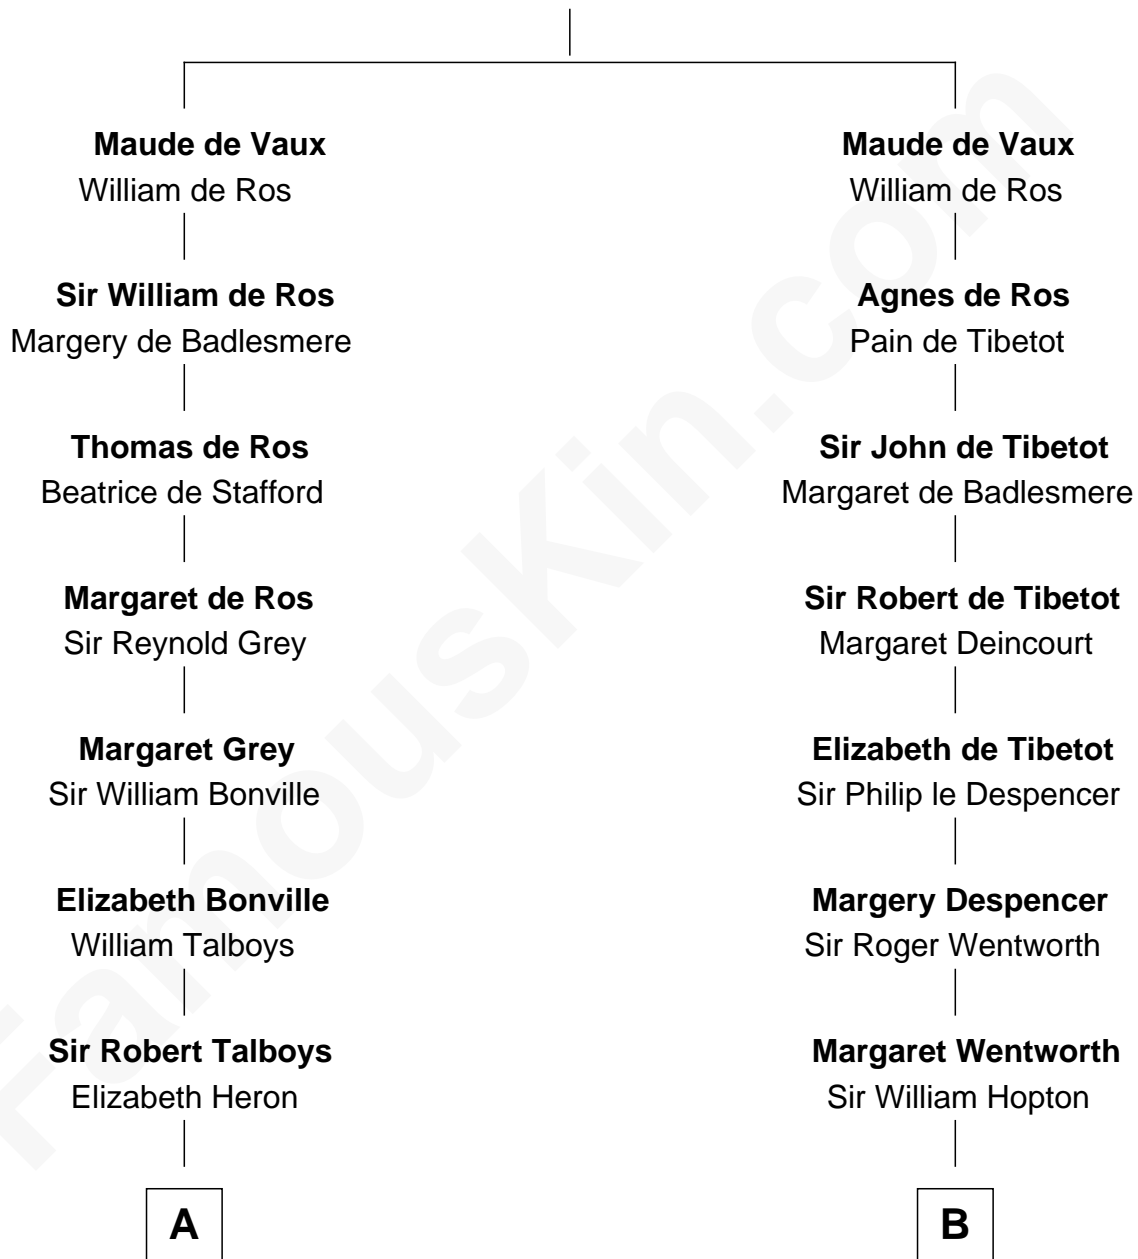 Maude de Vaux
William de Ros
Sir William de Ros
Margery de Badlesmere
Thomas de Ros
Beatrice de Stafford
Margaret de Ros
Sir Reynold Grey
Margaret Grey
Sir William Bonville
Elizabeth Bonville
William Talboys
Sir Robert Talboys
Elizabeth Heron
A
Maude de Vaux
William de Ros
Agnes de Ros
Pain de Tibetot
Sir John de Tibetot
Margaret de Badlesmere
Sir Robert de Tibetot
Margaret Deincourt
Elizabeth de Tibetot
Sir Philip le Despencer
Margery Despencer
Sir Roger Wentworth
Margaret Wentworth
Sir William Hopton
B
FamousKin.com